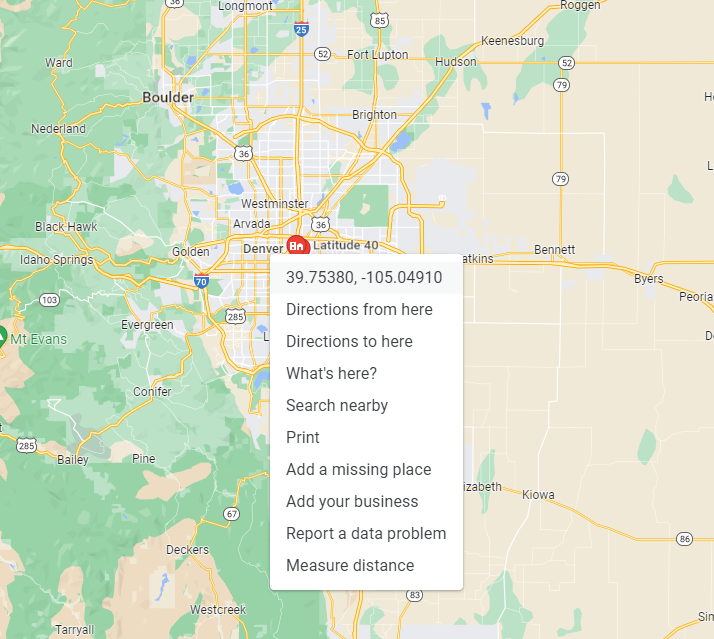 36
Longmont
Roggen
85
25
52
Fort Lupton
Keenesburg
Ward
Hudson
52
79
Boulder
Brighton
Nederland
36
79
Westminster
36
Black Hawk
Arvada
Denver
Latitude 40
Golden
Bennett
Idaho Springs
atkins
39.75380, -105.04910
70
Byers
103
Peoria
Directions from here
285
Evergreen
Mt Evans
Directions to here
What's here?
Conifer
Search nearby
285
Print
Bailey
Pine
Add a missing place
izabeth
Kiowa
Add your business
67
Report a data problem
86
Deckers
Measure distance
83
Westcreek
Tarryall